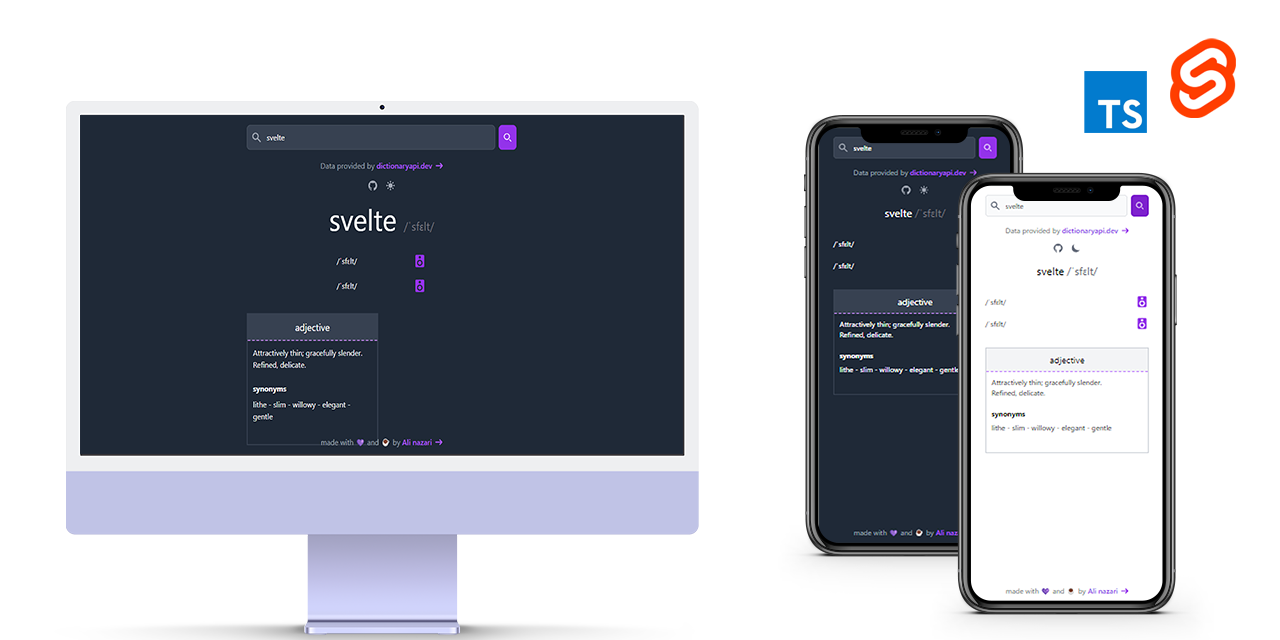 svelte
Data provided by dictionaryapi.dev →
svelte /ˈsfɛlt/
/ˈsfɛlt/
/ˈsfɛlt/
adjective
Attractively thin; gracefully slender.
Refined, delicate.
synonyms
lithe - slim - willowy - elegant -
gentle
made with 💜 and ☕ by Ali nazari →
svelte
Data provided by dictionaryapi.dev →
svelte /ˈsfɛlt/
/ˈsfɛlt/
/ˈsfɛlt/
adjective
Attractively thin; gracefully slender.
Refined, delicate.
synonyms
lithe - slim - willowy - elegant - gentle
made with 💜 and ☕ by Ali naz
TS
svelte
Data provided by dictionaryapi.dev →
svelte /ˈsfɛlt/
/ˈsfɛlt/
/ˈsfɛlt/
adjective
Attractively thin; gracefully slender.
Refined, delicate.
synonyms
lithe - slim - willowy - elegant - gentle
made with 💜 and ☕ by Ali nazari →